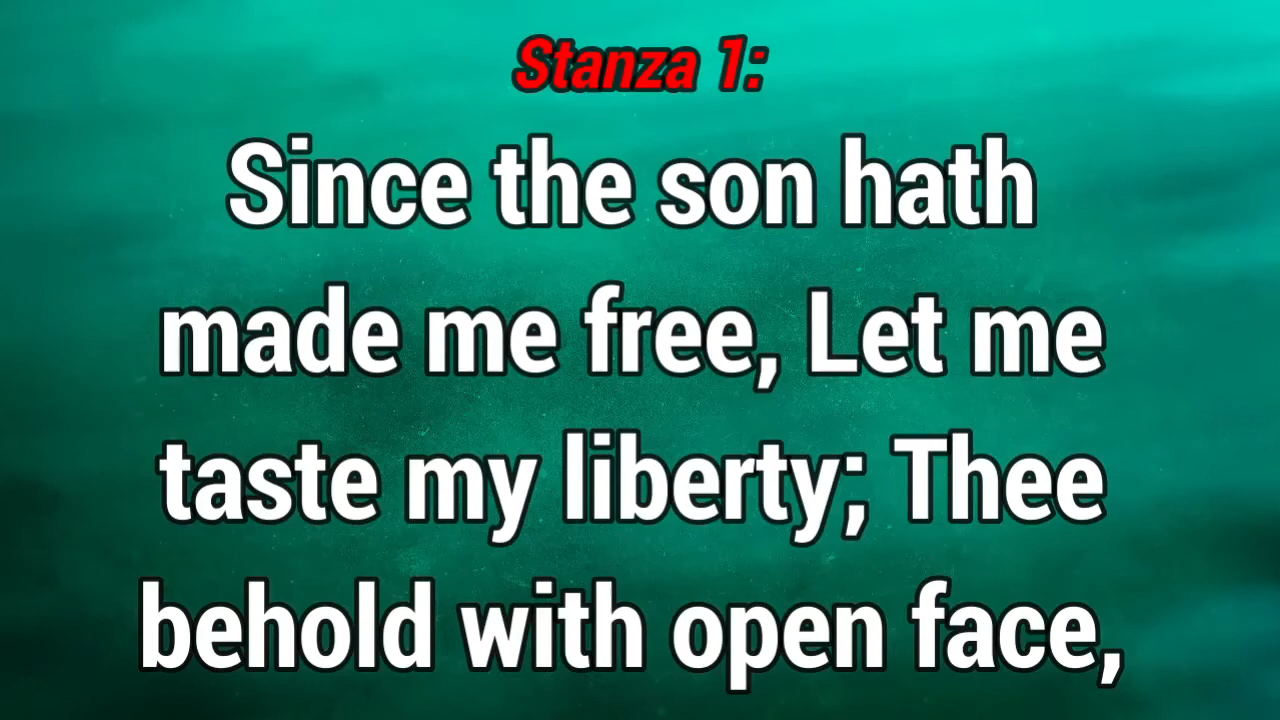 Stanza 1:
Since the son hath
made me free, Let me
taste my liberty; Thee
behold with open face,